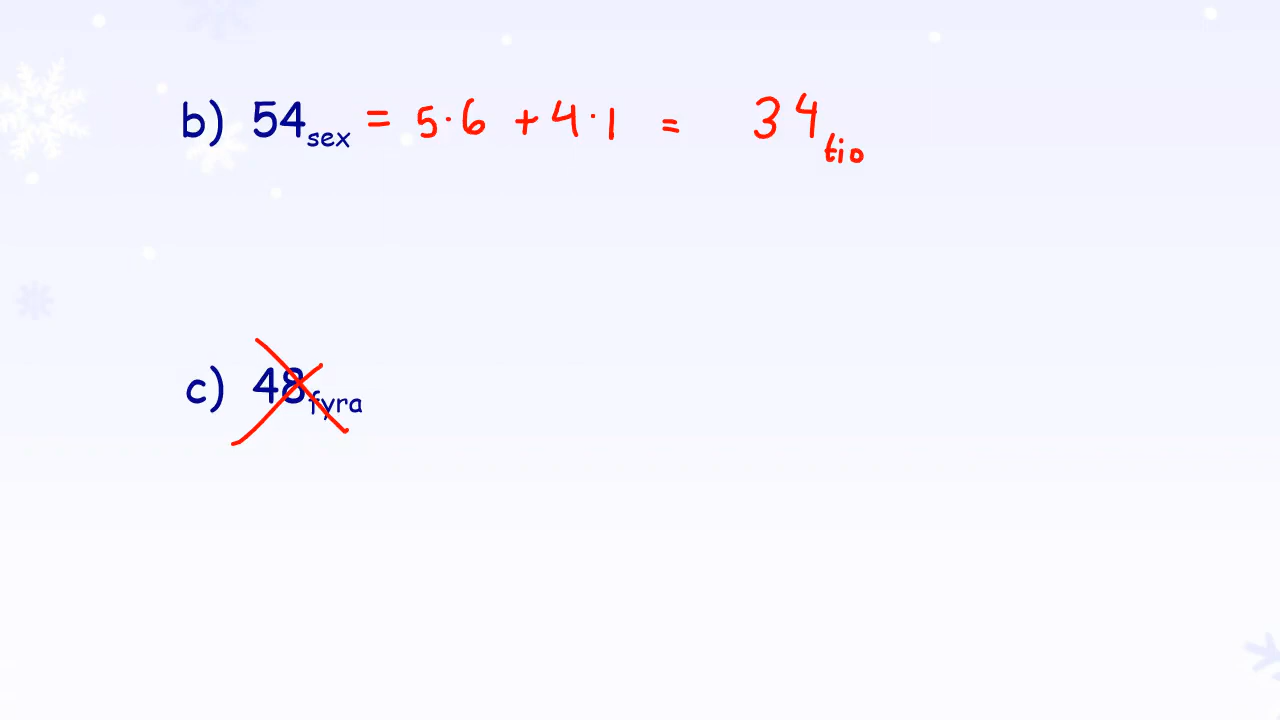 b) 54sex = 5·6 + 4·1 = 34tio
c) 48fyra